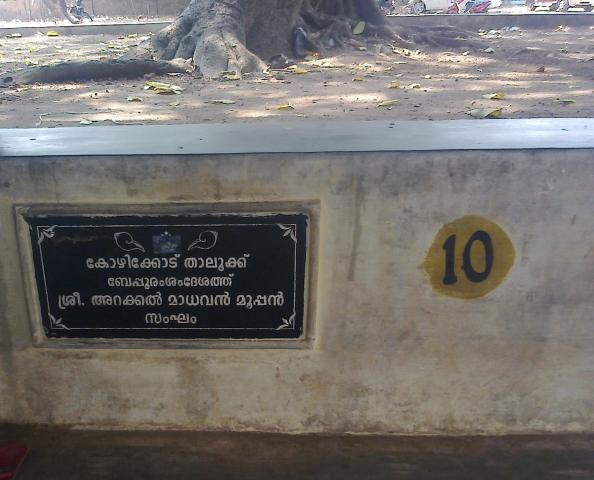 കോഴിക്കോട് താലൂക്ക്
ബേപ്പൂരംശംദേശത്ത്
ശ്രീ. അറക്കൽ മാധവൻ മൂപ്പൻ
സംഘം
10